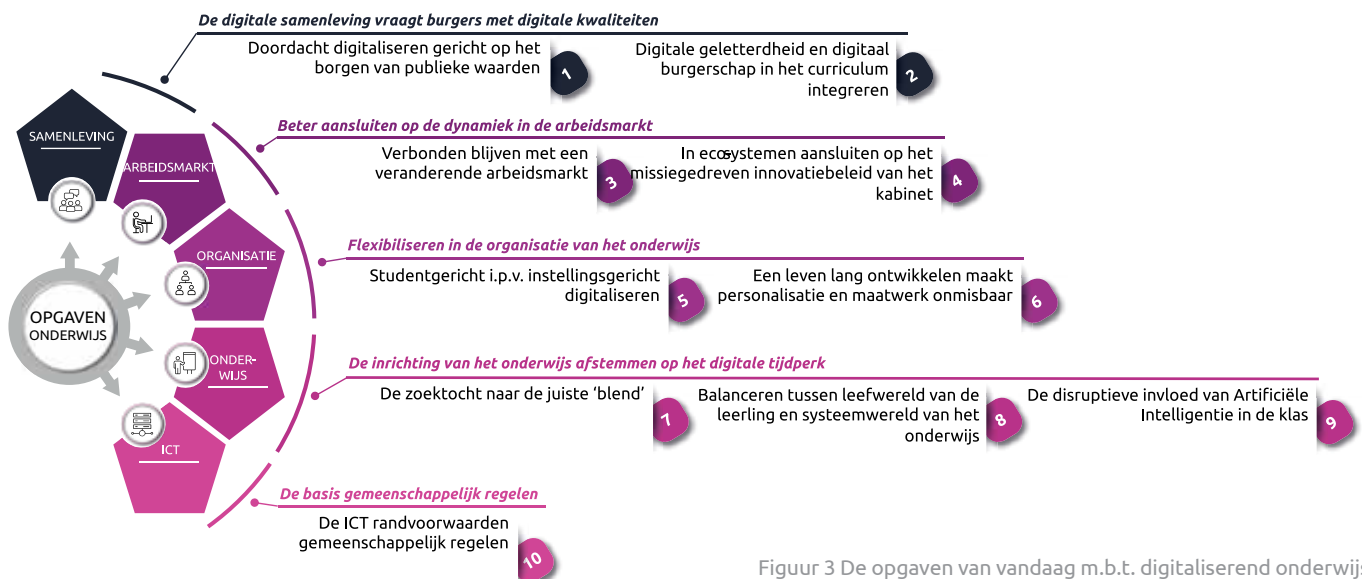 De digitale samenleving vraagt burgers met digitale kwaliteiten
Doordacht digitaliseren gericht op het
borgen van publieke waarden
1
Digitale geletterdheid en digitaal
burgerschap in het curriculum
integreren
2
SAMENLEVING
Beter aansluiten op de dynamiek in de arbeidsmarkt
Verbonden blijven met een
veranderende arbeidsmarkt
3
In eco-systemen aansluiten op het
missiegedreven innovatiebeleid van het
kabinet
4
ARBEIDSMARKT
Flexibiliseren in de organisatie van het onderwijs
Studentgericht i.p.v. instellingsgericht
digitaliseren
5
Een leven lang ontwikkelen maakt
personalisatie en maatwerk onmisbaar
6
ORGANISATIE
OPGAVEN
ONDERWIJS
De inrichting van het onderwijs afstemmen op het digitale tijdperk
De zoektocht naar de juiste ‘blend’
7
Balanceren tussen leefwereld van de
leerling en systeemwereld van het
onderwijs
8
De disruptieve invloed van Artificiële
Intelligentie in de klas
9
ONDER-
WIJS
ICT
De basis gemeenschappelijk regelen
De ICT randvoorwaarden
gemeenschappelijk regelen
10
Figuur 3 De opgaven van vandaag m.b.t. digitaliserend onderwijs